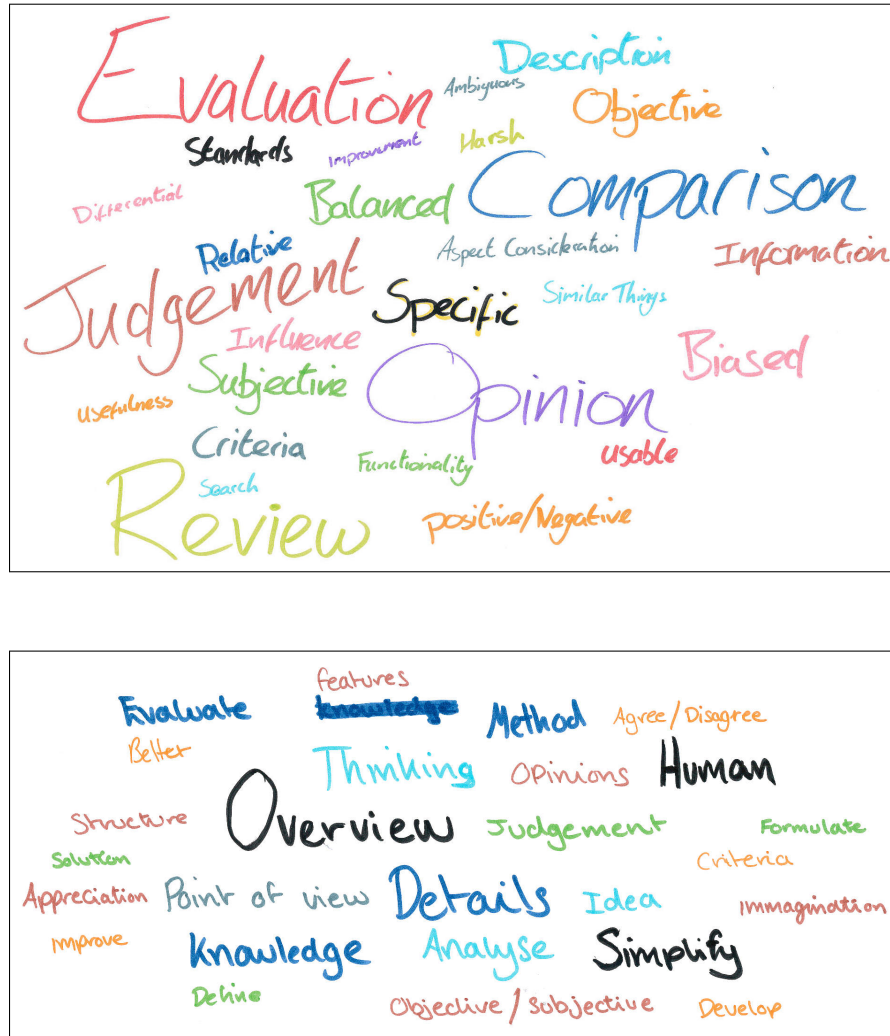 Evaluation
Description
Ambiguous
Objective
Standards
Improvement
Harsh
Comparison
Differential
Balanced
Relative
Aspect Consideration
Information
Judgement
Specific
Similar Things
Influence
Biased
Subjective
Opinion
Usefulness
Criteria
Functionality
Usable
Search
Review
Positive/Negative
features
Evaluate
knowledge
Method
Agree/Disagree
Better
Thinking
Opinions
Human
Structure
Overview
Judgement
Formulate
Solution
Criteria
Appreciation
Point of view
Details
Idea
Immagination
Improve
Knowledge
Analyse
Simplify
Define
Objective/Subjective
Develop